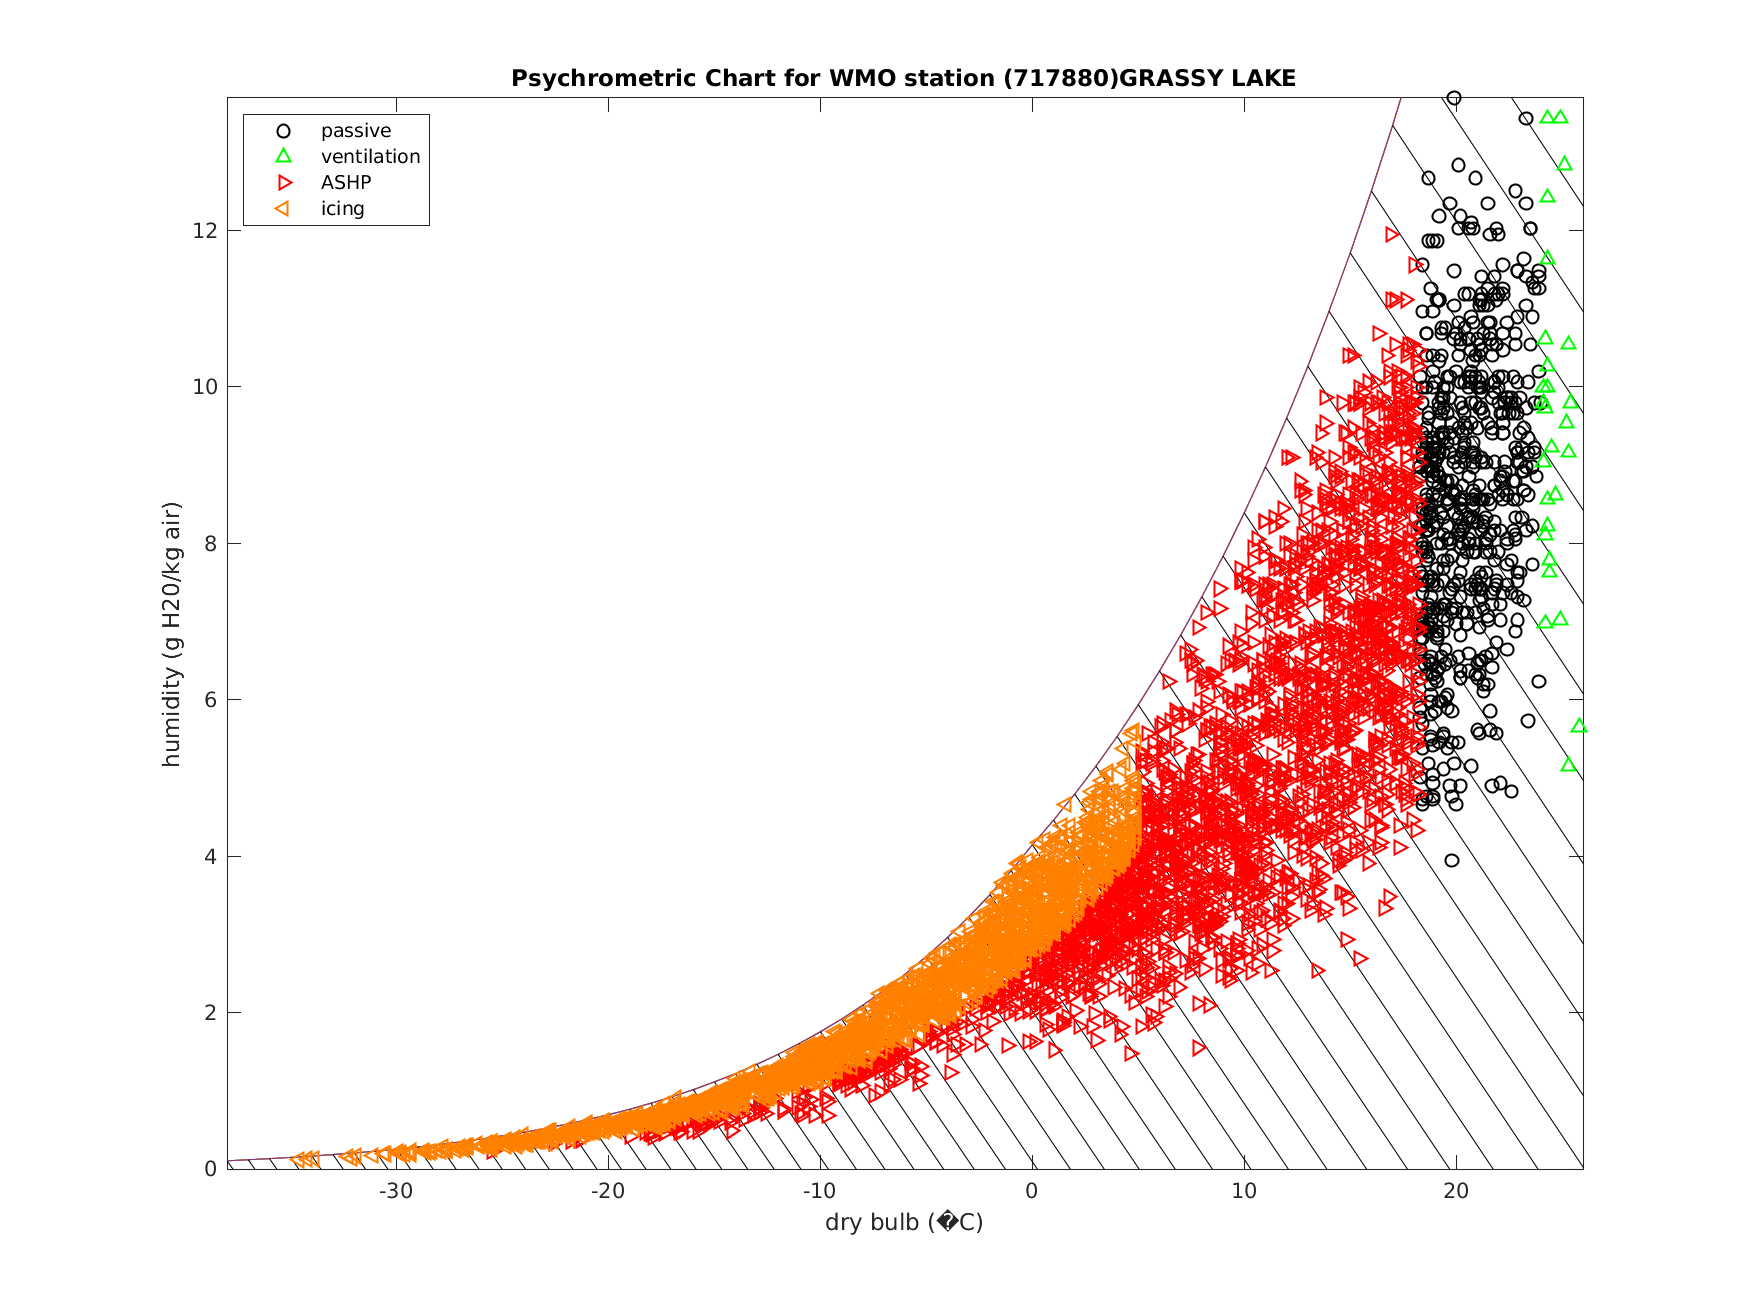 Psychrometric Chart for WMO station (717880)GRASSY LAKE
passive
ventilation
ASHP
icing
humidity (g H20/kg air)
12
10
8
6
4
2
0
-30 -20 -10 0 10 20
dry bulb (�C)